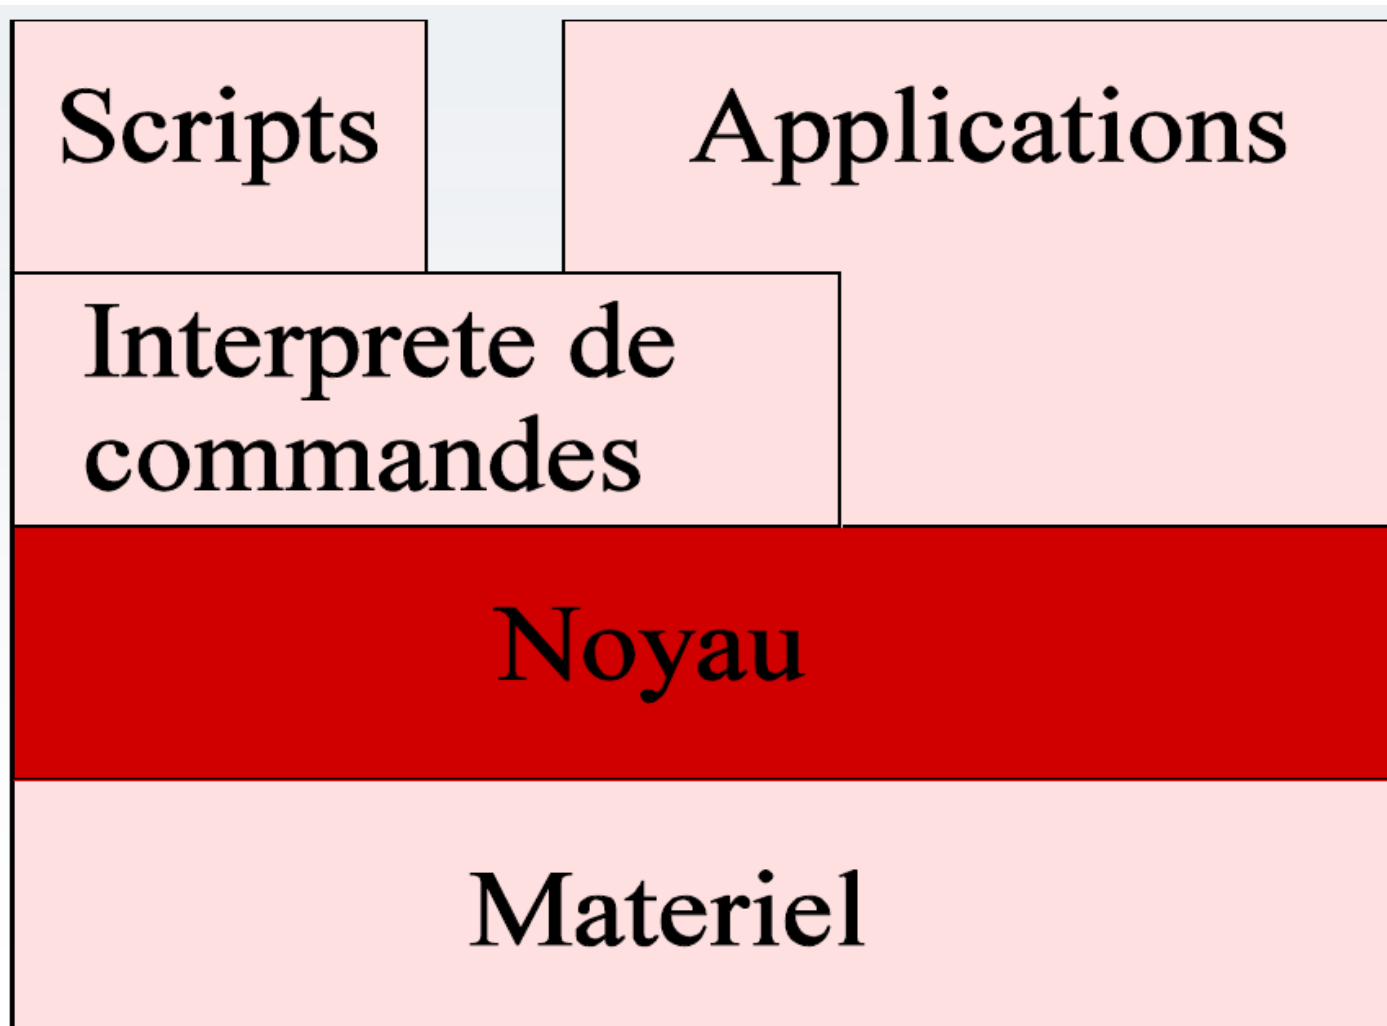 Scripts
Applications
Interprete de
commandes
Noyau
Materiel